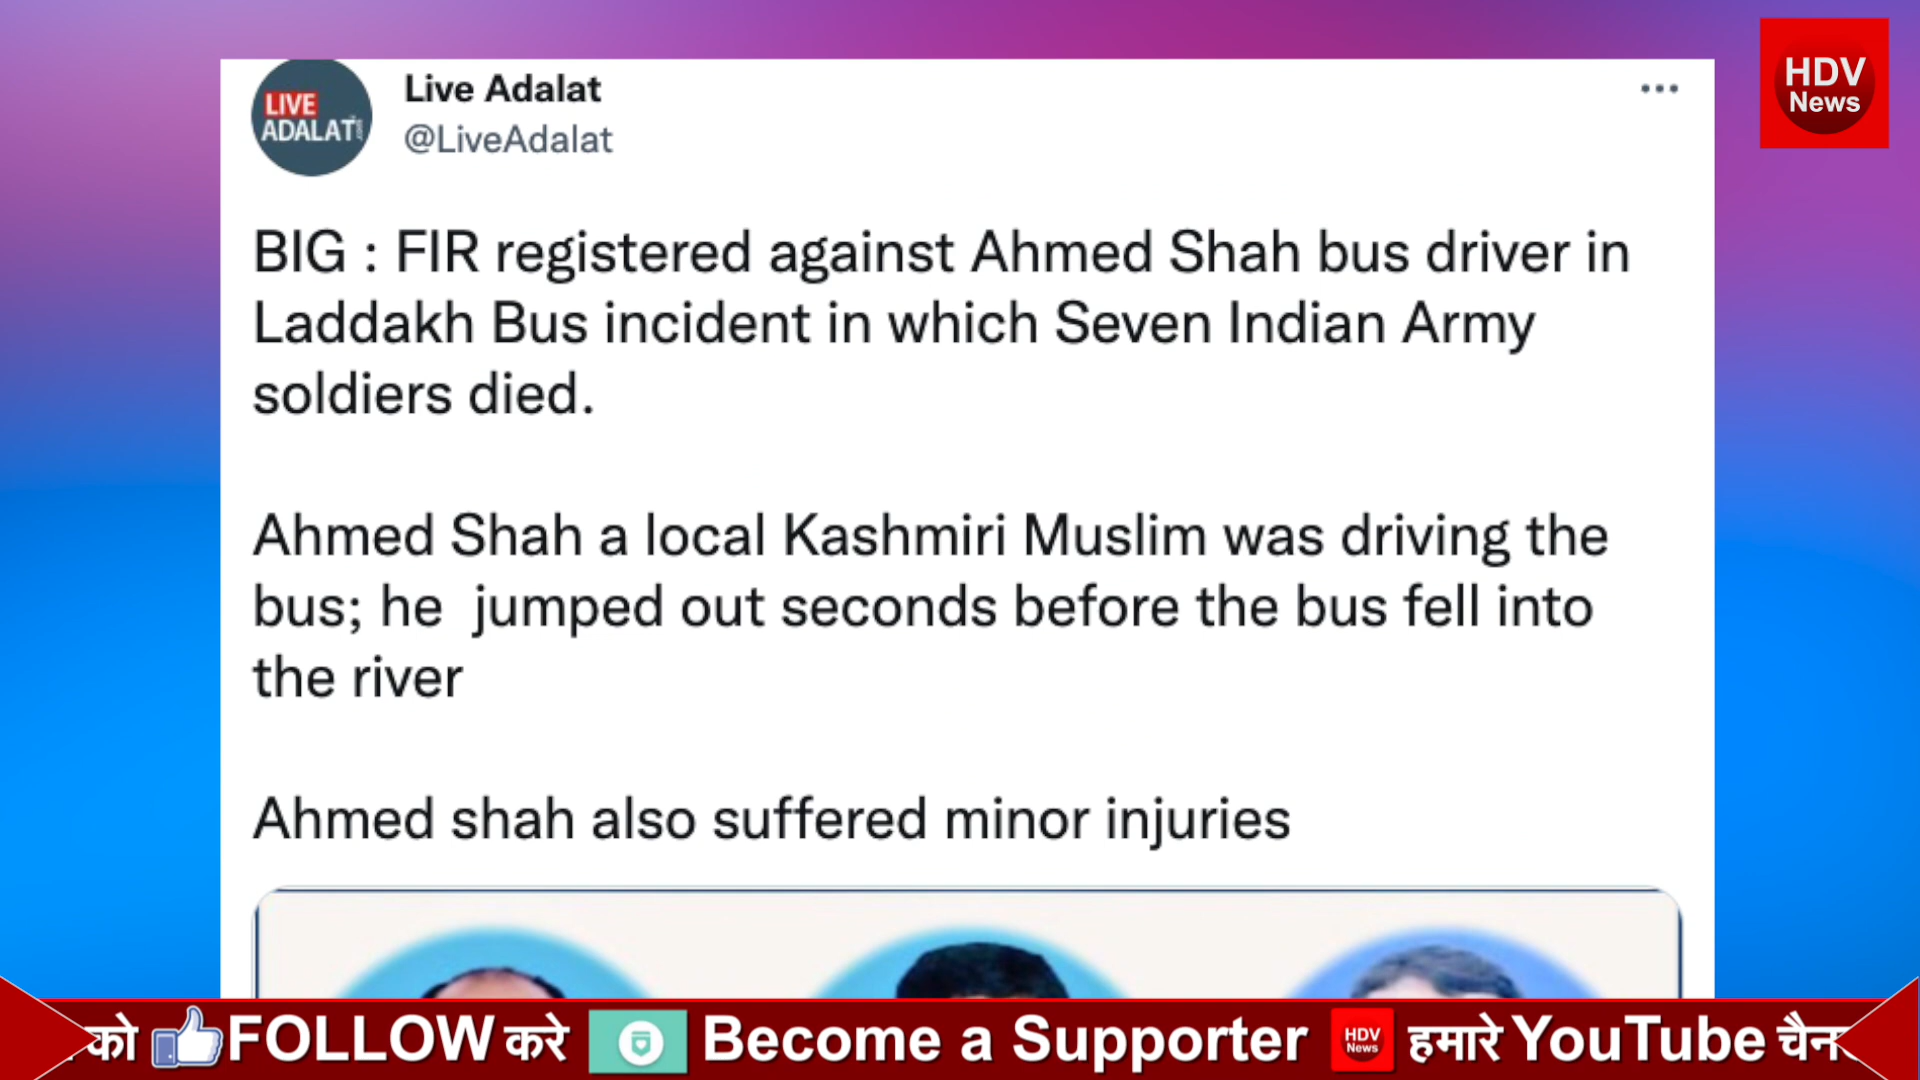 HDV
News
LIVE
ADALAT
Live Adalat
@LiveAdalat
BIG : FIR registered against Ahmed Shah bus driver in
Laddakh Bus incident in which Seven Indian Army
soldiers died.
Ahmed Shah a local Kashmiri Muslim was driving the
bus; he jumped out seconds before the bus fell into
the river
Ahmed shah also suffered minor injuries
को FOLLOW करे Become a Supporter HDV News हमारे YouTube